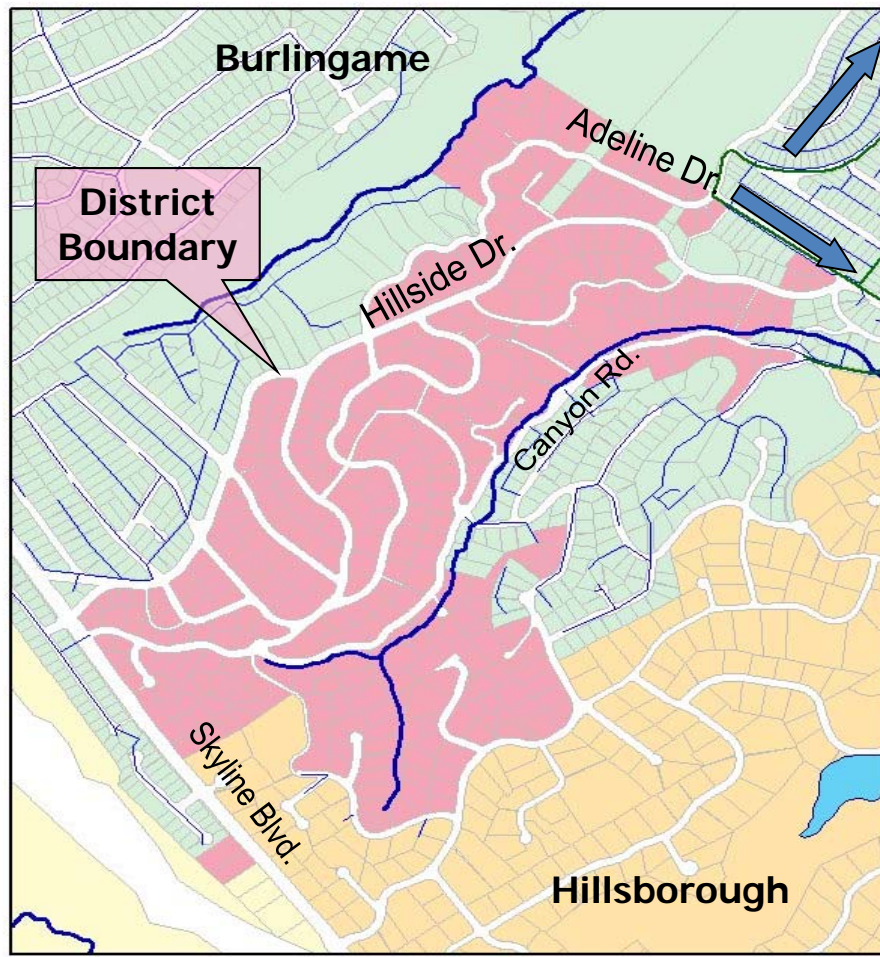 Burlingame
Adeline Dr.
District
Boundary
Hillside Dr.
Canyon Rd.
Skyline Blvd.
Hillsborough